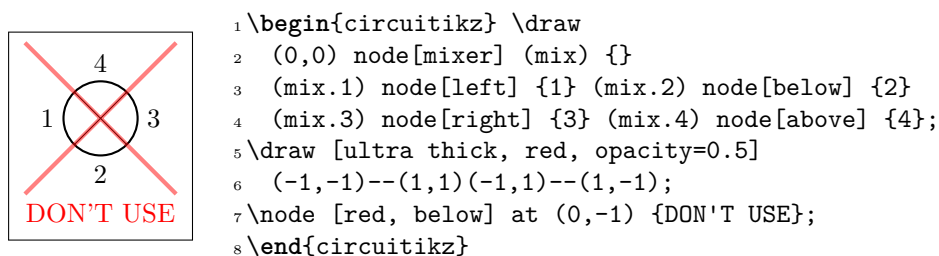 4
1 3
2
DON'T USE
1 \begin{circuitikz} \draw
2 (0,0) node[mixer] (mix) {}
3 (mix.1) node[left] {1} (mix.2) node[below] {2}
4 (mix.3) node[right] {3} (mix.4) node[above] {4};
5 \draw [ultra thick, red, opacity=0.5]
6 (-1,-1)--(1,1)(-1,1)--(1,-1);
7 \node [red, below] at (0,-1) {DON'T USE};
8 \end{circuitikz}